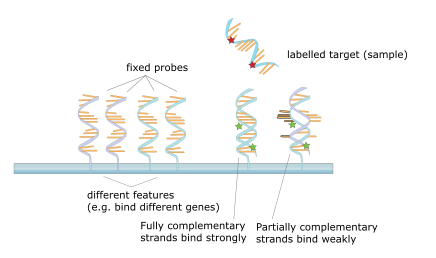 labelled target (sample)
fixed probes
different features
(e.g. bind different genes)
Fully complementary
strands bind strongly
Partially complementary
strands bind weakly